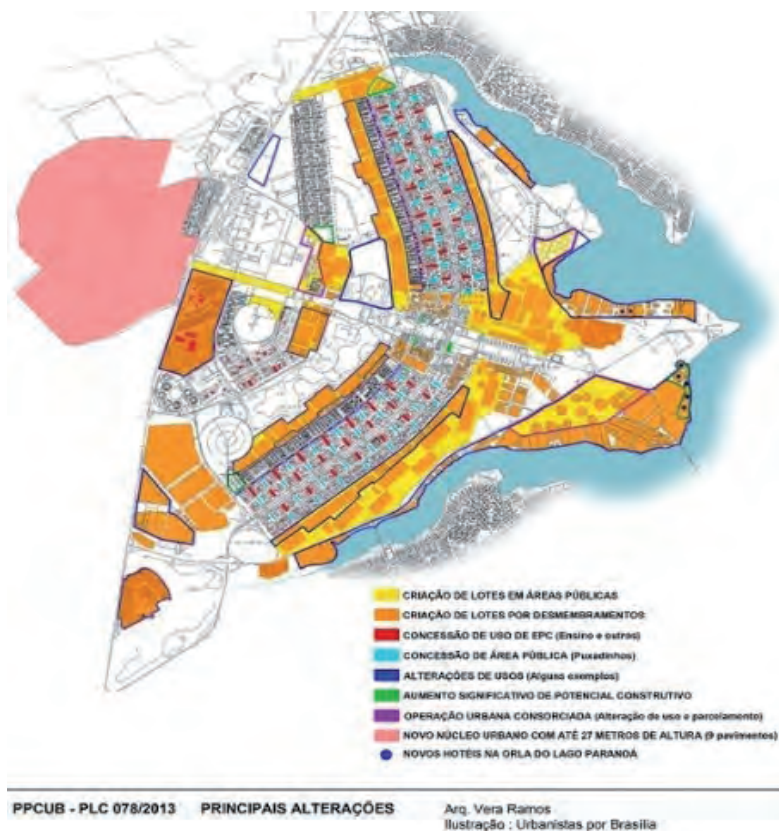 CRIAÇÃO DE LOTES EM ÁREAS PÚBLICAS
CRIAÇÃO DE LOTES POR DESMEMBRAMENTOS
CONCESSÃO DE USO DE EPC (Ensino e outros)
CONCESSÃO DE ÁREA PÚBLICA (Puxadinhos)
ALTERAÇÕES DE USOS (Alguns exemplos)
AUMENTO SIGNIFICATIVO DE POTENCIAL CONSTRUTIVO
OPERAÇÃO URBANA CONSORCIADA (Alteração de uso e parcelamento)
NOVO NÚCLEO URBANO COM ATÉ 27 METROS DE ALTURA (9 pavimentos)
NOVOS HOTÉIS NA ORLA DO LAGO PARANOÁ
PPCUB - PLC 078/2013 PRINCIPAIS ALTERAÇÕES Arq. Vera Ramos
Ilustração : Urbanistas por Brasília